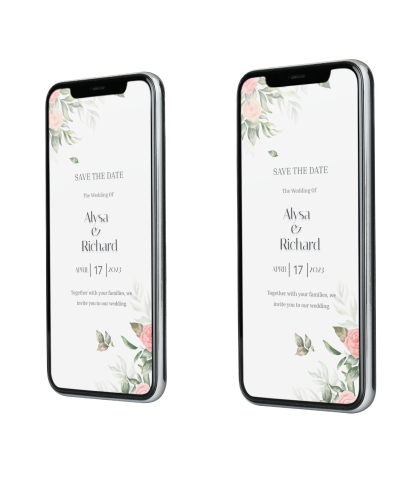 SAVE THE DATE
The Wedding Of
Alysa
&
Richard
APRIL | 17 | 2023
Together with your families, we
invite you to our wedding.
SAVE THE DATE
The Wedding Of
Alysa
&
Richard
APRIL | 17 | 2023
Together with your families, we
invite you to our wedding.